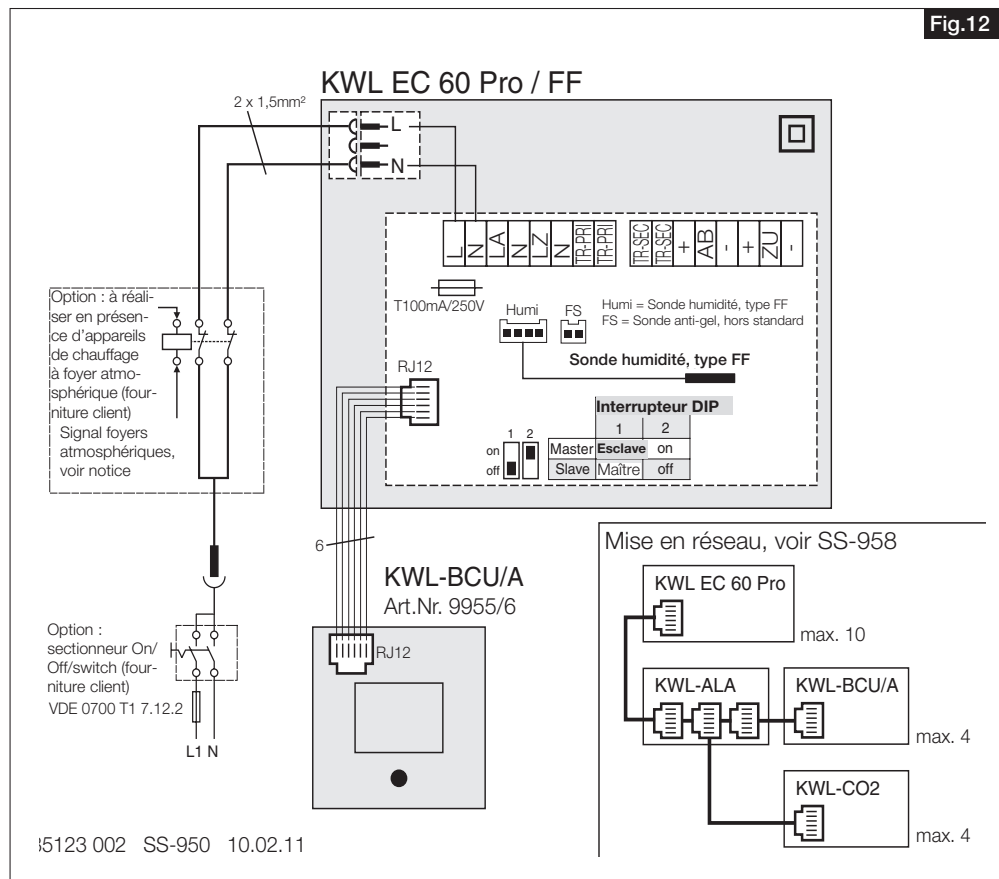 Fig.12
KWL EC 60 Pro / FF
2 x 1,5mm²
L
N
L
N
LA
N
LZ
N
TR-PRI
TR-PRI
TR-SEC
TR-SEC
+
AB
-
+
ZU
-
T100mA/250V
Humi
FS
Humi = Sonde humidité, type FF
FS = Sonde anti-gel, hors standard
Sonde humidité, type FF
RJ12
Interrupteur DIP
1 2
1 2
on
off
Master Esclave on
Slave Maître off
Option : à réali-
ser en présen-
ce d'appareils
de chauffage
à foyer atmo-
sphérique (four-
niture client)
Signal foyers
atmosphériques,
voir notice
6
KWL-BCU/A
Art.Nr. 9955/6
RJ12
Option :
sectionneur On/
Off/switch (four-
niture client)
VDE 0700 T1 7.12.2
L1 N
Mise en réseau, voir SS-958
KWL EC 60 Pro
max. 10
KWL-ALA
KWL-BCU/A
max. 4
KWL-CO2
max. 4
5123 002 SS-950 10.02.11